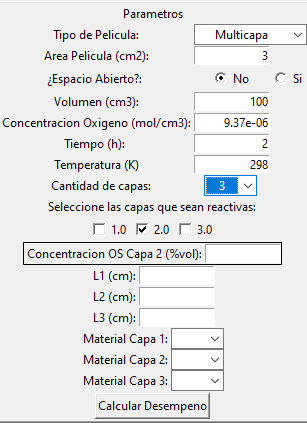 Parametros
Tipo de Pelicula: Multicapa
Area Pelicula (cm2): 3
¿Espacio Abierto?: No Si
Volumen (cm3): 100
Concentracion Oxigeno (mol/cm3): 9.37e-06
Tiempo (h): 2
Temperatura (K) 298
Cantidad de capas: 3
Seleccione las capas que sean reactivas:
1.0 2.0 3.0
Concentracion OS Capa 2 (%vol):
L1 (cm):
L2 (cm):
L3 (cm):
Material Capa 1:
Material Capa 2:
Material Capa 3:
Calcular Desempeno